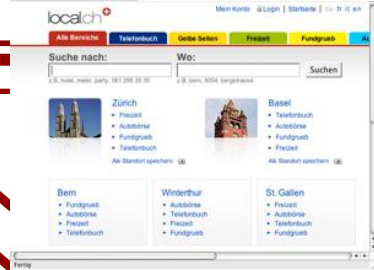 local.ch
Mein Konto Login | Startseite | de fr it en
Alle Bereiche Telefonbuch Gelbe Seiten Freizeit Fundgrueb
Suche nach: Wo:
Suchen
z.B. hotel, meier, party, 061 295 35 35 z.B. bern, 8004, bergstrasse
Zürich
Freizeit
Autobörse
Fundgrueb
Telefonbuch
Als Standort speichern
Basel
Telefonbuch
Autobörse
Fundgrueb
Freizeit
Als Standort speichern
Bern
Fundgrueb
Autobörse
Freizeit
Telefonbuch
Winterthur
Autobörse
Telefonbuch
Freizeit
Fundgrueb
St. Gallen
Freizeit
Autobörse
Telefonbuch
Fundgrueb
Fertig